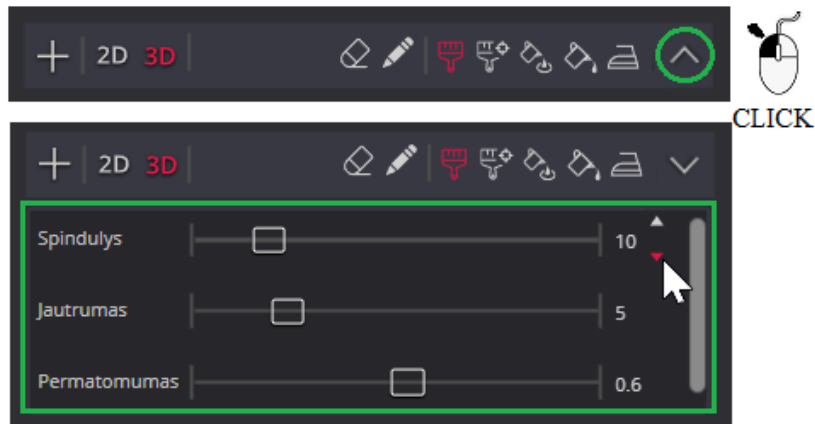 2D 3D
CLICK
2D 3D
Spindulys 10
Jautrumas 5
Permatomumas 0.6